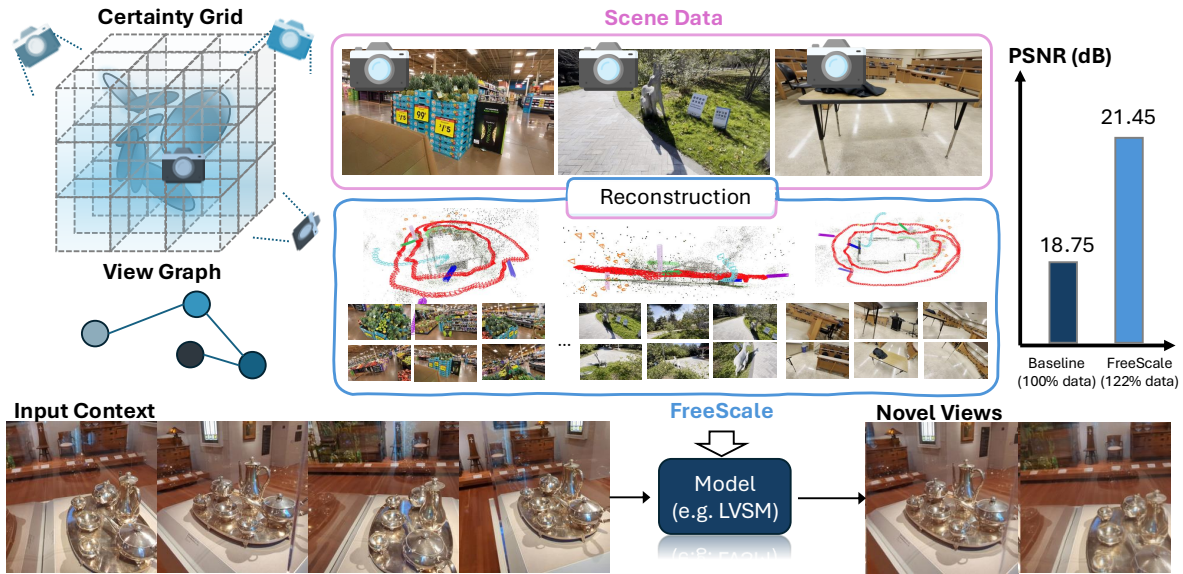 Certainty Grid
Scene Data
PSNR (dB)
99¢
Reconstruction
21.45
18.75
View Graph
...
Baseline
(100% data)
FreeScale
(122% data)
Input Context
FreeScale
Novel Views
Model
(e.g. LVSM)